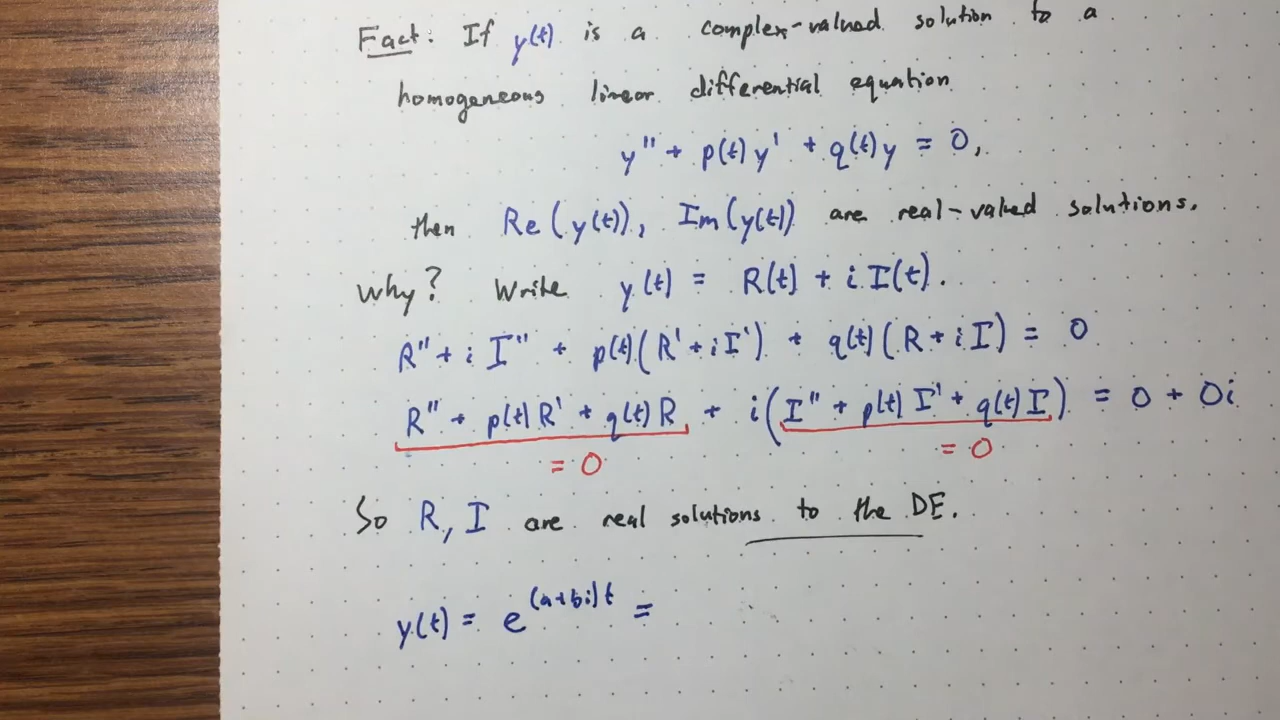 Fact: If y(t) is a complex-valued solution to a
homogeneous linear differential equation
y" + p(t) y' + q(t) y = 0,
then Re(y(t)), Im(y(t)) are real-valued solutions.
Why? Write y(t) = R(t) + i I(t).
R" + i I" + p(t)(R' + i I') + q(t)(R + i I) = 0
R" + p(t) R' + q(t) R + i(I" + p(t) I' + q(t) I) = 0 + 0i
= 0 = 0
So R, I are real solutions to the DE.
y(t) = e^(a+bi)t =